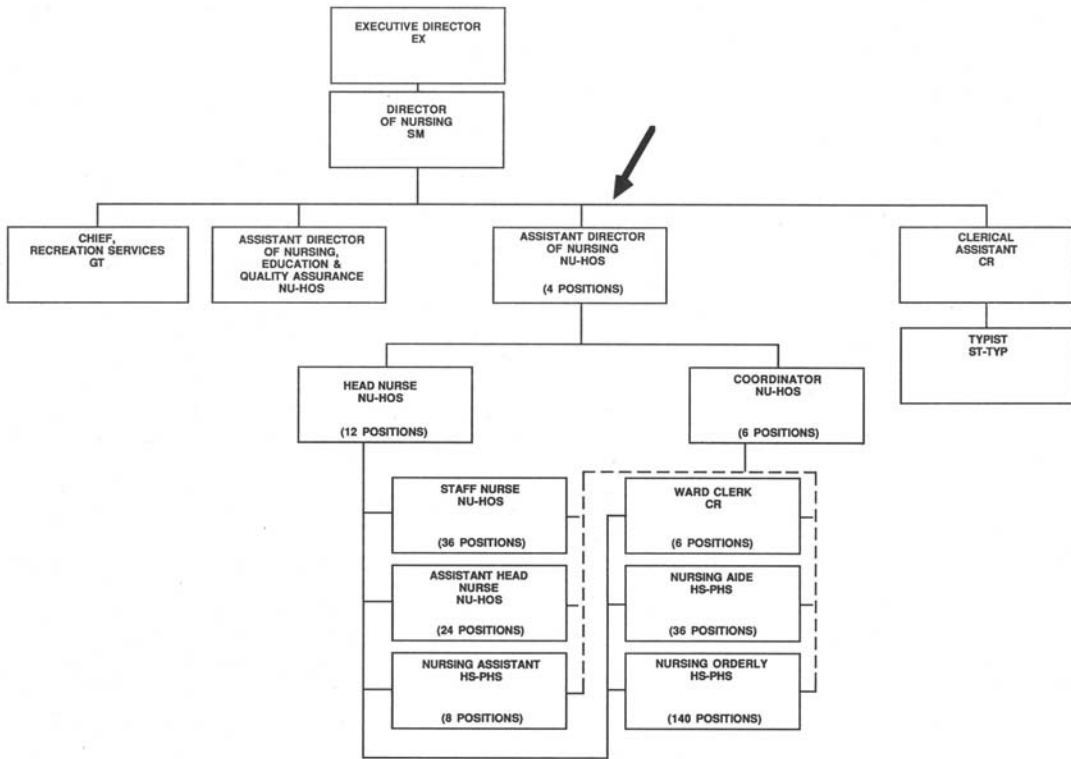 EXECUTIVE DIRECTOR
EX
DIRECTOR
OF NURSING
SM
CHIEF,
RECREATION SERVICES
GT
ASSISTANT DIRECTOR
OF NURSING,
EDUCATION &
QUALITY ASSURANCE
NU-HOS
ASSISTANT DIRECTOR
OF NURSING
NU-HOS
(4 POSITIONS)
CLERICAL
ASSISTANT
CR
TYPIST
ST-TYP
HEAD NURSE
NU-HOS
(12 POSITIONS)
COORDINATOR
NU-HOS
(6 POSITIONS)
STAFF NURSE
NU-HOS
(36 POSITIONS)
WARD CLERK
CR
(6 POSITIONS)
ASSISTANT HEAD
NURSE
NU-HOS
(24 POSITIONS)
NURSING AIDE
HS-PHS
(36 POSITIONS)
NURSING ASSISTANT
HS-PHS
(8 POSITIONS)
NURSING ORDERLY
HS-PHS
(140 POSITIONS)